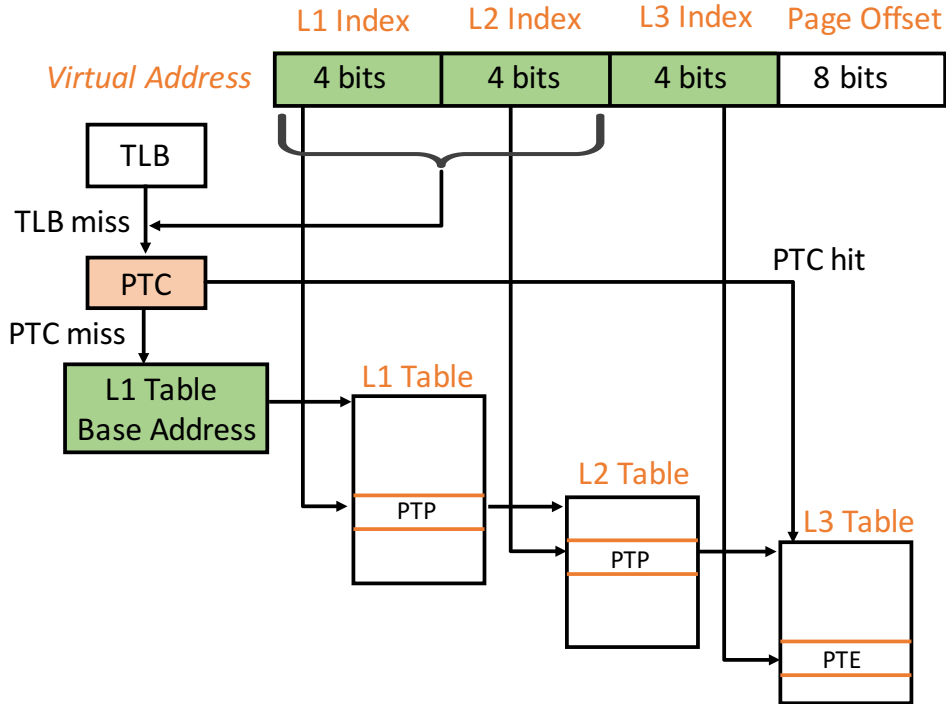 L1 Index
L2 Index
L3 Index
Page Offset
Virtual Address
4 bits
4 bits
4 bits
8 bits
TLB
TLB miss
PTC
PTC hit
PTC miss
L1 Table
Base Address
L1 Table
PTP
L2 Table
PTP
L3 Table
PTE